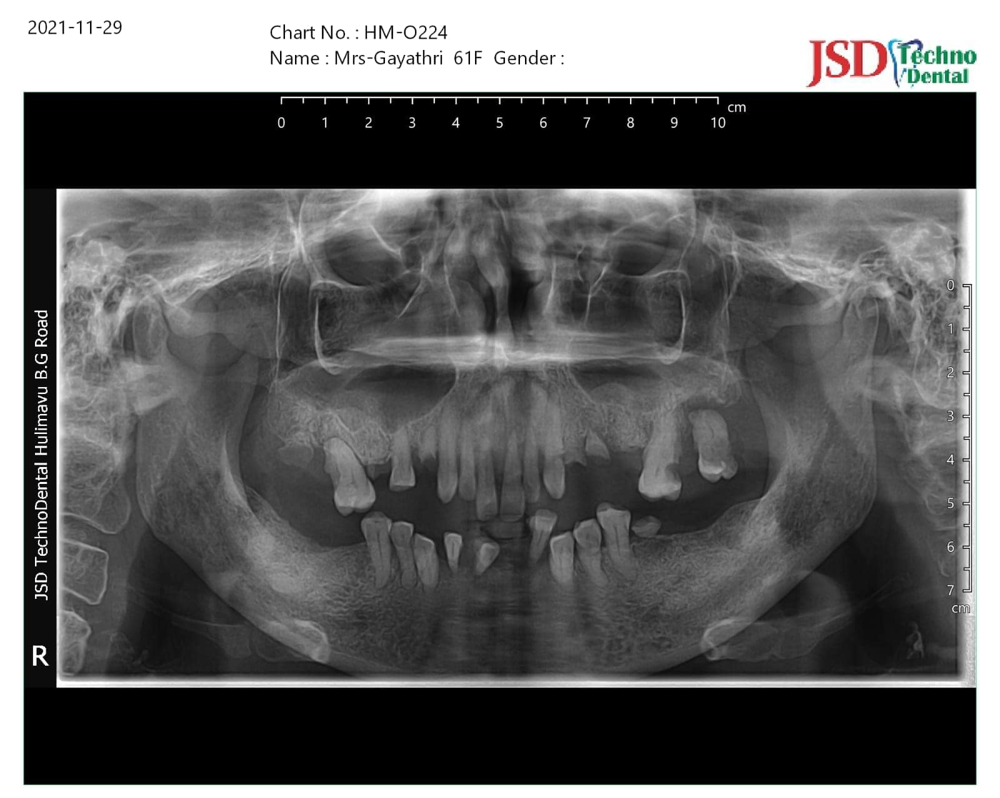 2021-11-29
Chart No. : HM-O224
Name : Mrs-Gayathri 61F Gender :
JSD Techno
Dental
0 1 2 3 4 5 6 7 8 9 10 cm
JSD TechnoDental Hulimavu B.G Road
R
0
1
2
3
4
5
6
7
cm